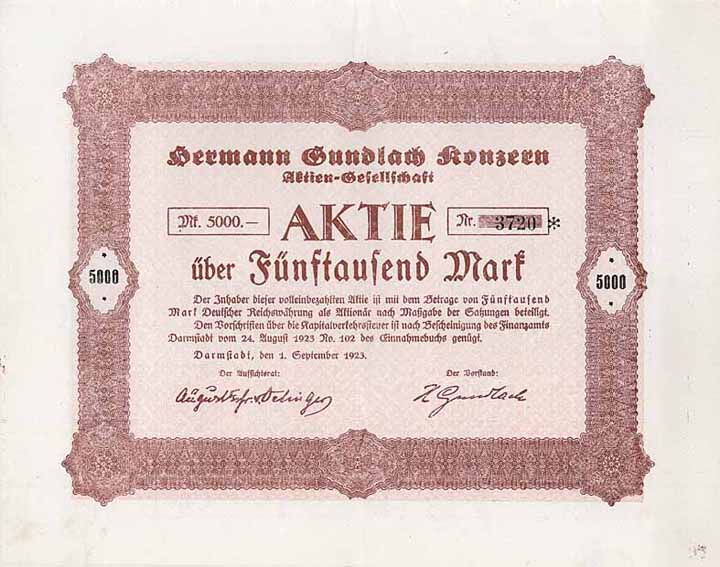 Hermann Gundlach Konzern
Aktien-Gesellschaft
Mk. 5000.—
AKTIE
Nr. 3720 *
über Fünftausend Mark
5000
5000
Der Inhaber dieser volleinbezahlten Aktie ist mit dem Betrage von Fünftausend
Mark Deutscher Reichswährung als Aktionär nach Maßgabe der Satzungen beteiligt.
Den Vorschriften über die Kapitalverkehrssteuer ist nach Bescheinigung des Finanzamts
Darmstadt vom 24. August 1923 No. 102 des Einnahmebuchs genügt.
Darmstadt, den 1. September 1923.
Der Aufsichtsrat:
Der Vorstand:
August
H Gundlach